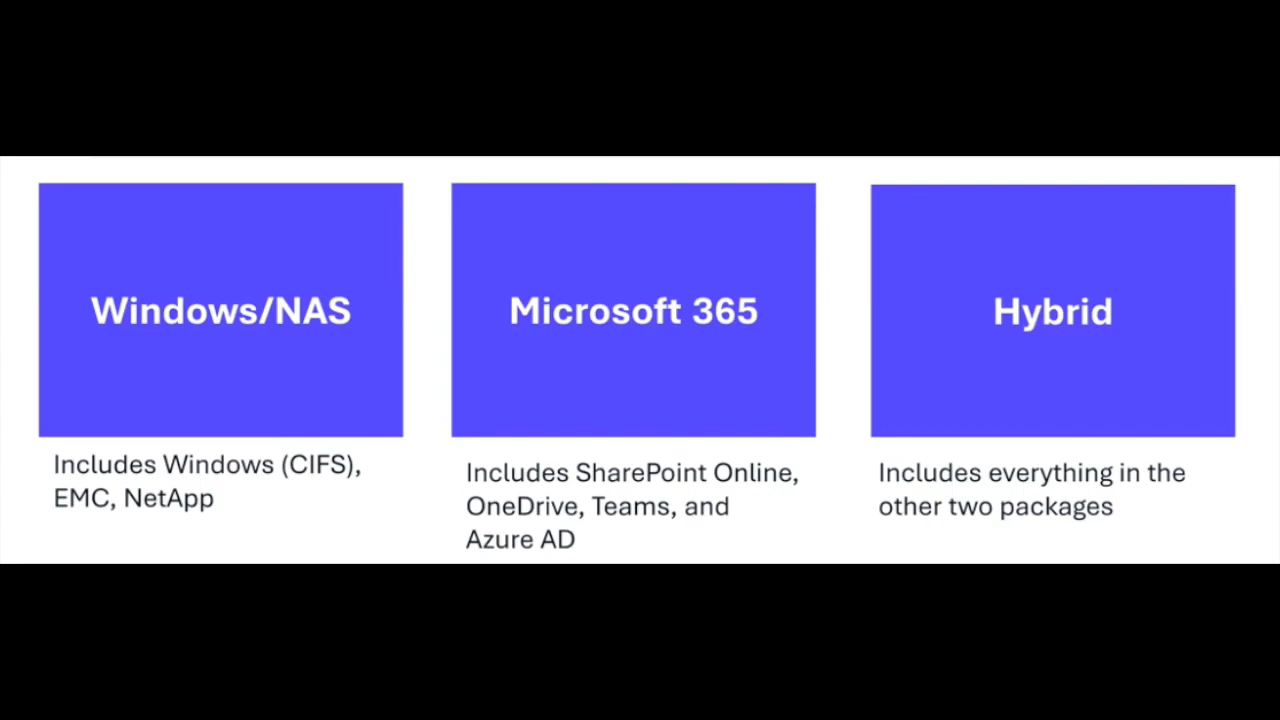 Windows/NAS
Includes Windows (CIFS),
EMC, NetApp
Microsoft 365
Includes SharePoint Online,
OneDrive, Teams, and
Azure AD
Hybrid
Includes everything in the
other two packages